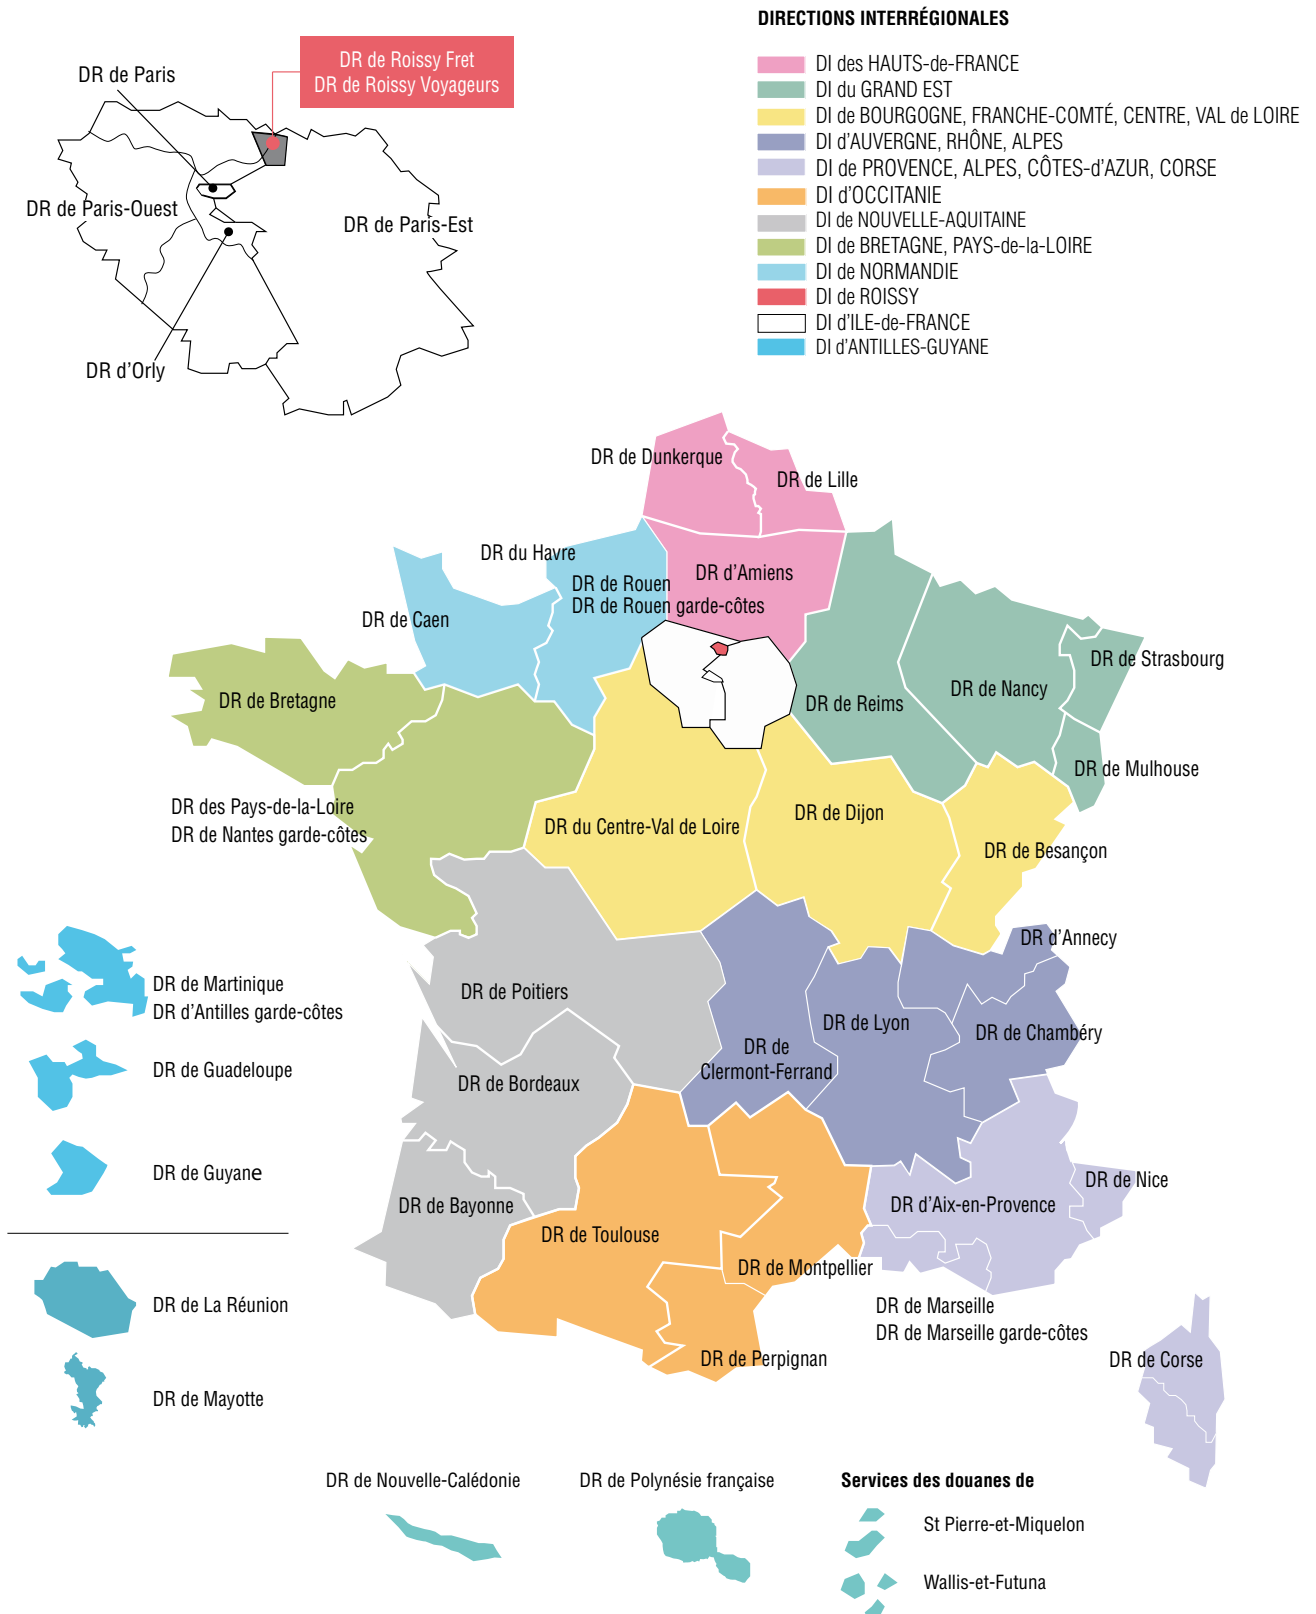 DIRECTIONS INTERRÉGIONALES
DI des HAUTS-de-FRANCE
DI du GRAND EST
DI de BOURGOGNE, FRANCHE-COMTÉ, CENTRE, VAL de LOIRE
DI d'AUVERGNE, RHÔNE, ALPES
DI de PROVENCE, ALPES, CÔTES-d'AZUR, CORSE
DI d'OCCITANIE
DI de NOUVELLE-AQUITAINE
DI de BRETAGNE, PAYS-de-la-LOIRE
DI de NORMANDIE
DI de ROISSY
DI d'ILE-de-FRANCE
DI d'ANTILLES-GUYANE
DR de Roissy Fret
DR de Roissy Voyageurs
DR de Paris
DR de Paris-Ouest
DR de Paris-Est
DR d'Orly
DR de Dunkerque
DR de Lille
DR du Havre
DR d'Amiens
DR de Rouen
DR de Rouen garde-côtes
DR de Caen
DR de Strasbourg
DR de Nancy
DR de Bretagne
DR de Reims
DR de Mulhouse
DR des Pays-de-la-Loire
DR de Nantes garde-côtes
DR du Centre-Val de Loire
DR de Dijon
DR de Besançon
DR d'Annecy
DR de Martinique
DR d'Antilles garde-côtes
DR de Poitiers
DR de Lyon
DR de Chambéry
DR de
Clermont-Ferrand
DR de Guadeloupe
DR de Bordeaux
DR de Guyane
DR de Bayonne
DR de Toulouse
DR d'Aix-en-Provence
DR de Nice
DR de Montpellier
DR de La Réunion
DR de Marseille
DR de Marseille garde-côtes
DR de Perpignan
DR de Corse
DR de Mayotte
DR de Nouvelle-Calédonie
DR de Polynésie française
Services des douanes de
St Pierre-et-Miquelon
Wallis-et-Futuna